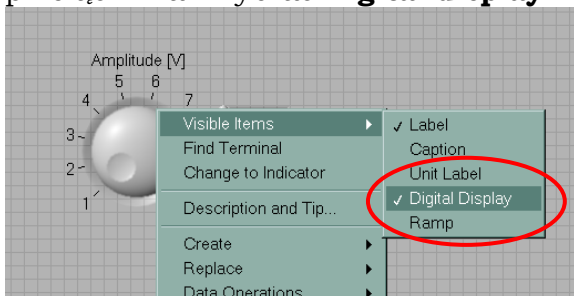 Amplitude [V]
5 6
4 7
3
2
1
Visible Items ✓ Label
Find Terminal Caption
Change to Indicator Unit Label
Description and Tip... ✓ Digital Display
Ramp
Create
Replace
Data Operations